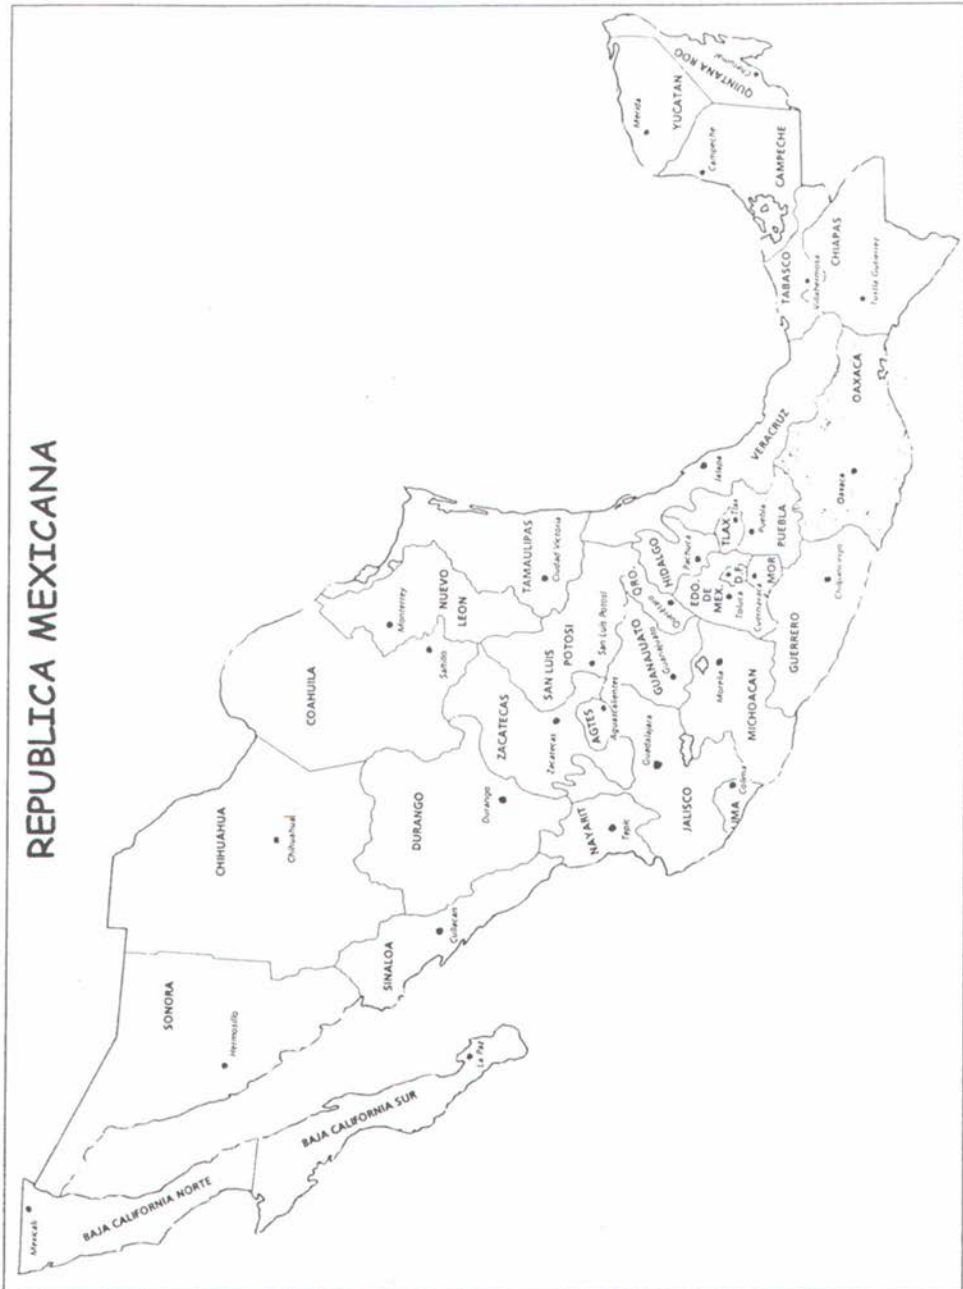 REPUBLICA MEXICANA
Mexicali
BAJA CALIFORNIA NORTE
BAJA CALIFORNIA SUR
La Paz
SONORA
Hermosillo
CHIHUAHUA
Chihuahua
COAHUILA
Saltillo
NUEVO
LEON
Monterrey
TAMAULIPAS
Ciudad Victoria
SINALOA
Culiacan
DURANGO
Durango
ZACATECAS
Zacatecas
SAN LUIS
POTOSI
San Luis Potosi
NAYARIT
Tepic
AGTES
Aguascalientes
JALISCO
Guadalajara
GUANAJUATO
Guanajuato
QRO.
Queretaro
HIDALGO
Pachuca
LIMA
Colima
MICHOACAN
Morelia
EDO.
DE
MEX.
Toluca
D.F.
MOR
Cuernavaca
TLAX
Tlax
PUEBLA
Puebla
VERACRUZ
Jalapa
GUERRERO
Chilpancingo
OAXACA
Oaxaca
TABASCO
Villahermosa
CHIAPAS
Tuxtla Gutierrez
CAMPECHE
Campeche
YUCATAN
Merida
QUINTANA ROO
Chetumal